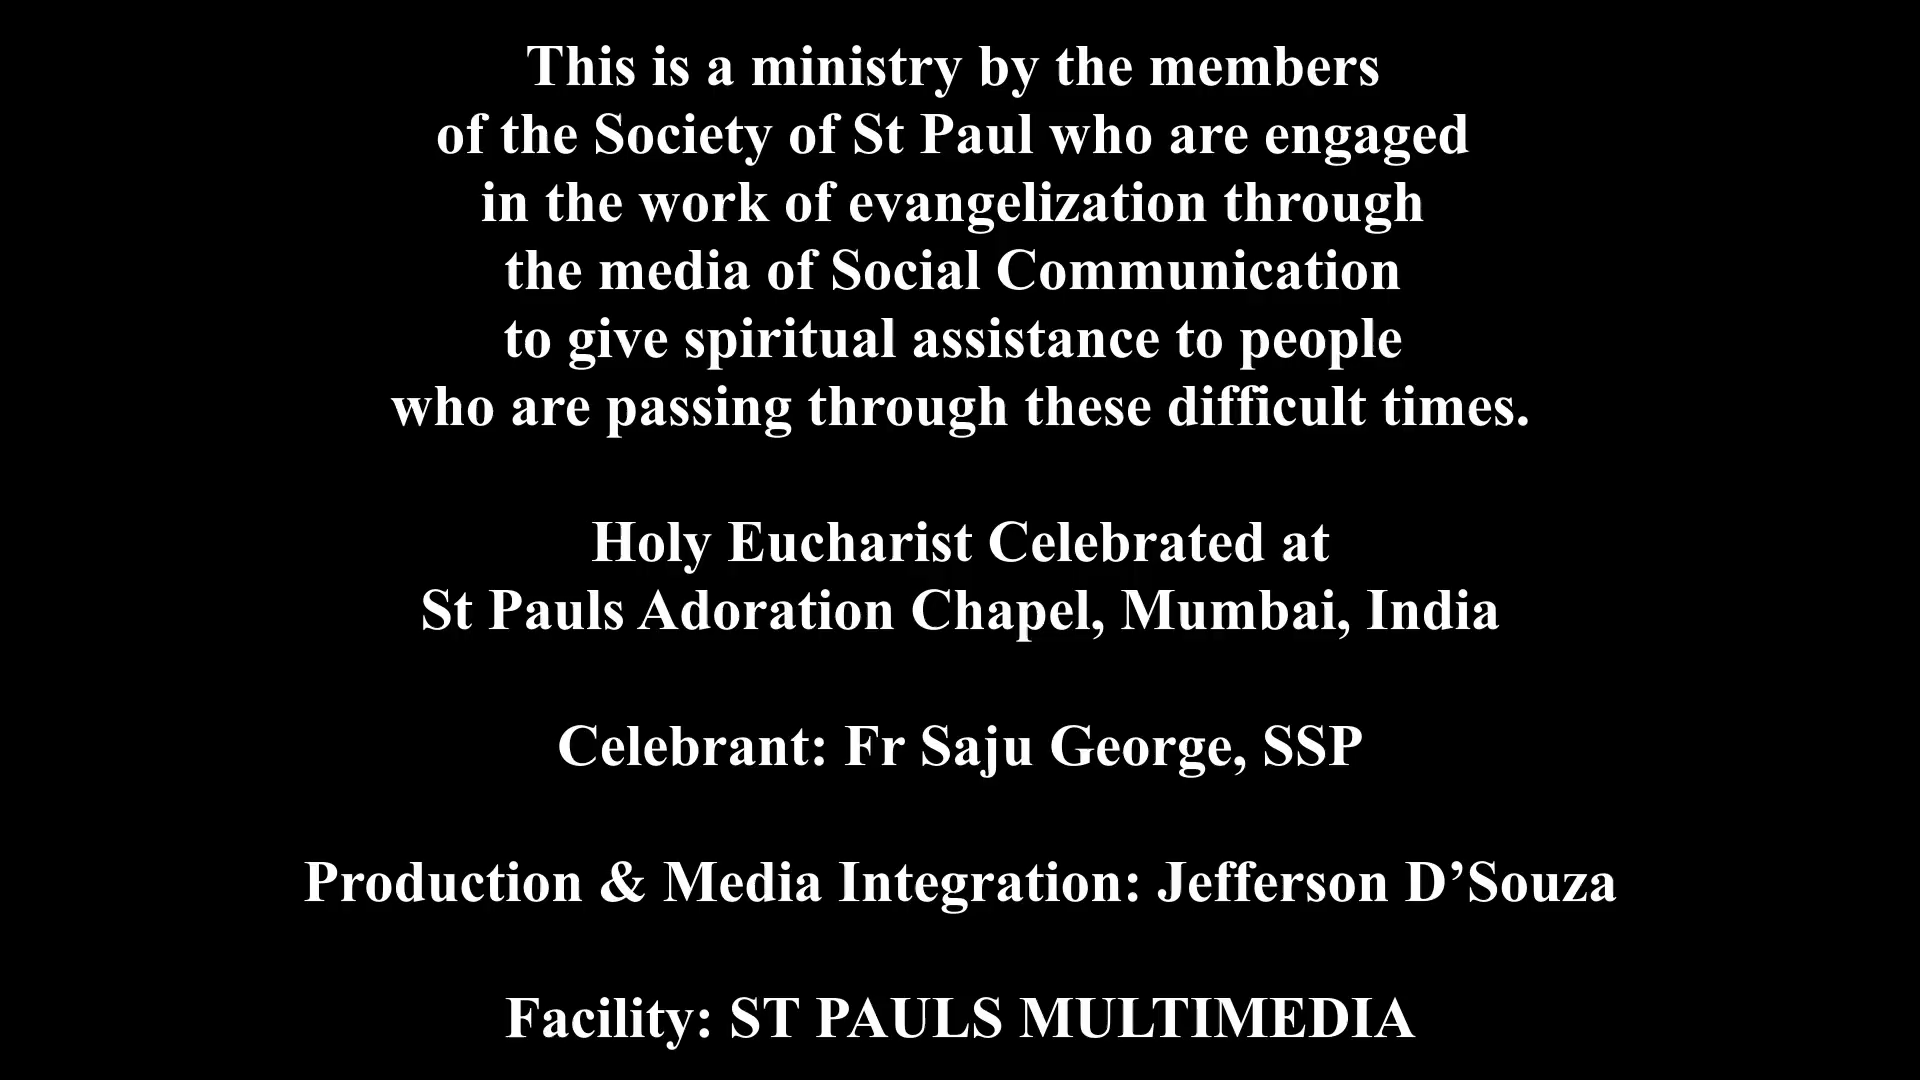 This is a ministry by the members
of the Society of St Paul who are engaged
in the work of evangelization through
the media of Social Communication
to give spiritual assistance to people
who are passing through these difficult times.
Holy Eucharist Celebrated at
St Pauls Adoration Chapel, Mumbai, India
Celebrant: Fr Saju George, SSP
Production & Media Integration: Jefferson D’Souza
Facility: ST PAULS MULTIMEDIA